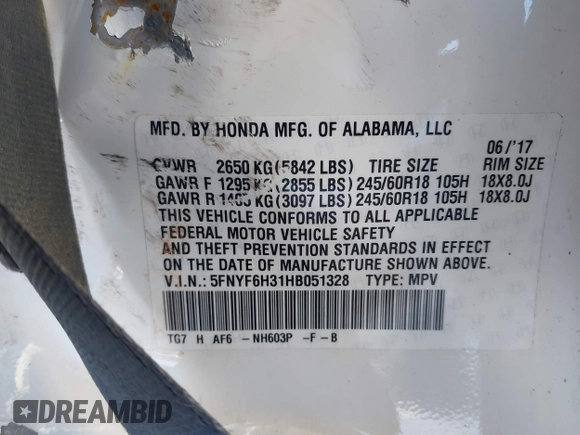 MFD. BY HONDA MFG. OF ALABAMA, LLC
06/'17
GVWR 2650 KG (5842 LBS) TIRE SIZE RIM SIZE
GAWR F 1295 KG (2855 LBS) 245/60R18 105H 18X8.0J
GAWR R 1405 KG (3097 LBS) 245/60R18 105H 18X8.0J
THIS VEHICLE CONFORMS TO ALL APPLICABLE
FEDERAL MOTOR VEHICLE SAFETY
AND THEFT PREVENTION STANDARDS IN EFFECT
ON THE DATE OF MANUFACTURE SHOWN ABOVE.
V.I.N.: 5FNYF6H31HB051328 TYPE: MPV
TG7 H AF6 -NH603P -F-B
DREAMBID